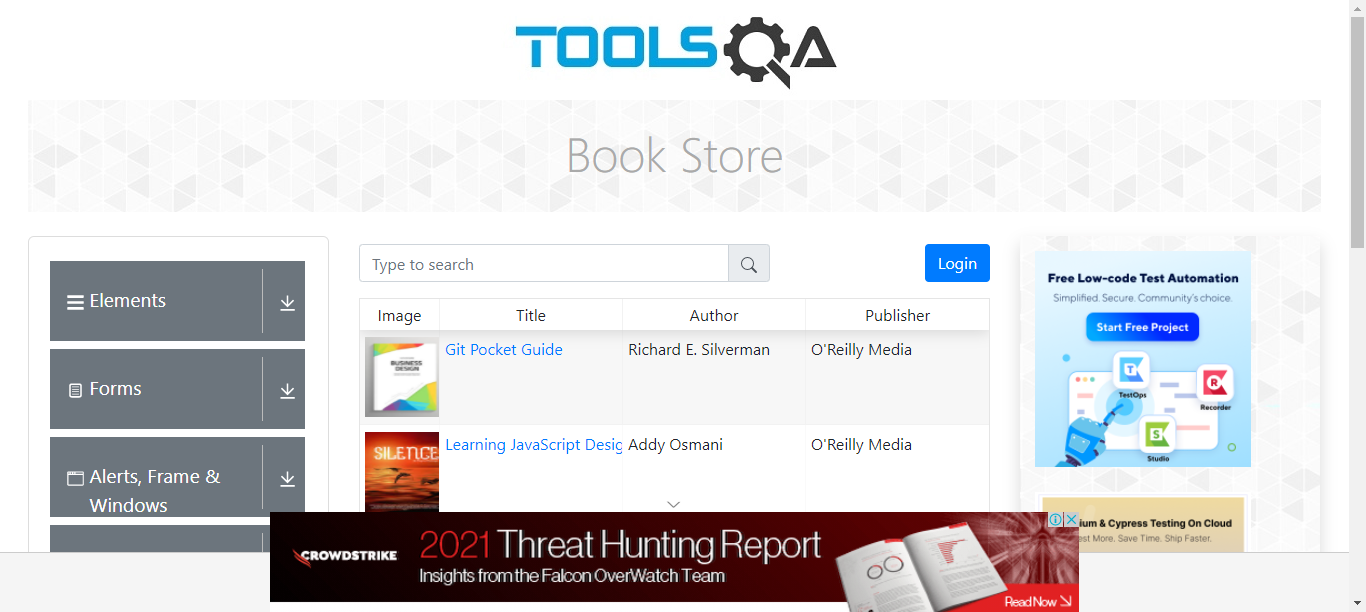 TOOLSQA
Book Store
Elements
Forms
Alerts, Frame &
Windows
Type to search
Login
Image Title Author Publisher
BUSINESS
DESIGN
Git Pocket Guide Richard E. Silverman O'Reilly Media
SILENCE
Learning JavaScript Desig Addy Osmani O'Reilly Media
Free Low-code Test Automation
Simplified. Secure. Community's choice.
Start Free Project
TestOps
Recorder
Studio
ium & Cypress Testing On Cloud
est More. Save Time. Ship Faster.
CROWDSTRIKE
2021 Threat Hunting Report
Insights from the Falcon OverWatch Team
Read Now